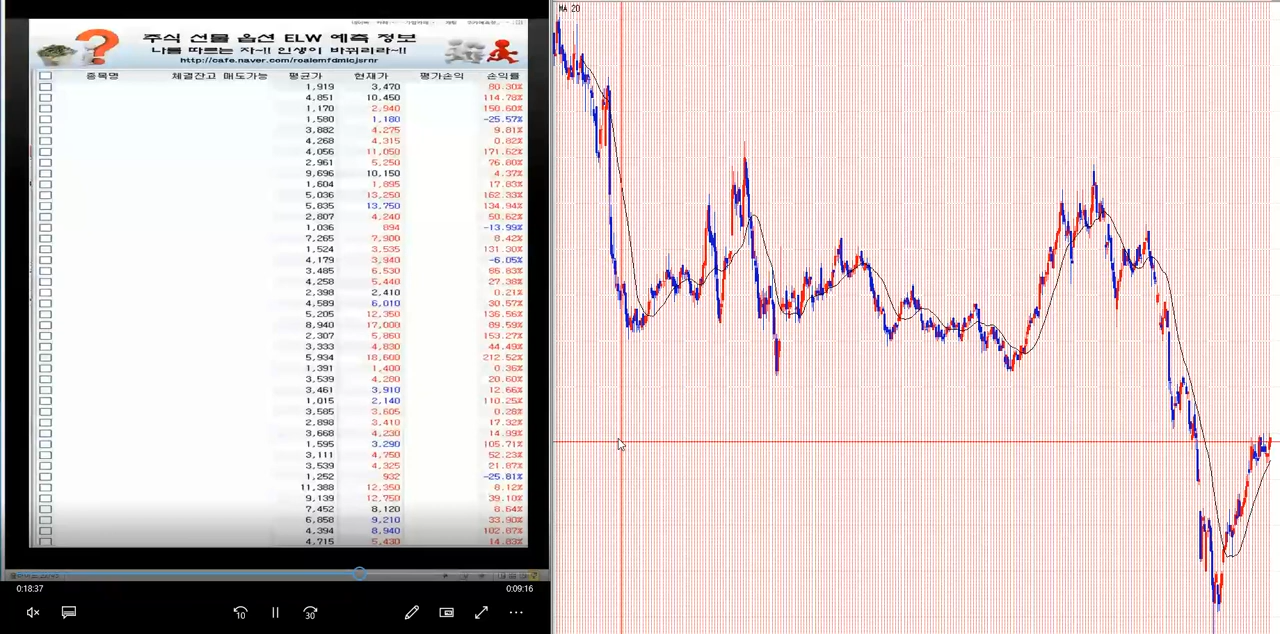 주식 선물 옵션 ELW 예측 정보
나를 따르는 자~!! 인생이 바뀌리라~!!
http://cafe.naver.com/roalemfdmlcjsrnr
종목명 체결잔고 매도가능 평균가 현재가 평가손익 손익률
1,919 3,470 80.30%
4,851 10,450 114.78%
1,170 2,940 150.60%
1,580 1,180 -25.57%
3,882 4,275 9.81%
4,268 4,315 0.82%
4,056 11,050 171.62%
2,961 5,250 76.80%
9,696 10,150 4.37%
1,604 1,895 17.83%
5,036 13,250 162.33%
5,835 13,750 134.94%
2,807 4,240 50.62%
1,036 894 -13.99%
7,265 7,900 8.42%
1,524 3,535 131.30%
4,179 3,940 -6.05%
3,485 6,530 86.83%
4,258 5,440 27.38%
2,398 2,410 0.21%
4,589 6,010 30.57%
5,205 12,350 136.56%
8,940 17,000 89.59%
2,307 5,860 153.27%
3,333 4,830 44.49%
5,934 18,600 212.52%
1,391 1,400 0.36%
3,539 4,280 20.60%
3,461 3,910 12.66%
1,015 2,140 110.25%
3,585 3,605 0.28%
2,898 3,410 17.32%
3,668 4,230 14.99%
1,595 3,290 105.71%
3,111 4,750 52.23%
3,539 4,325 21.87%
1,252 932 -25.81%
11,388 12,350 8.12%
9,139 12,750 39.10%
7,452 8,120 8.64%
6,858 9,210 33.90%
4,394 8,940 102.87%
4,715 5,430 14.83%
0:18:37 0:09:16
10 30
MA 20